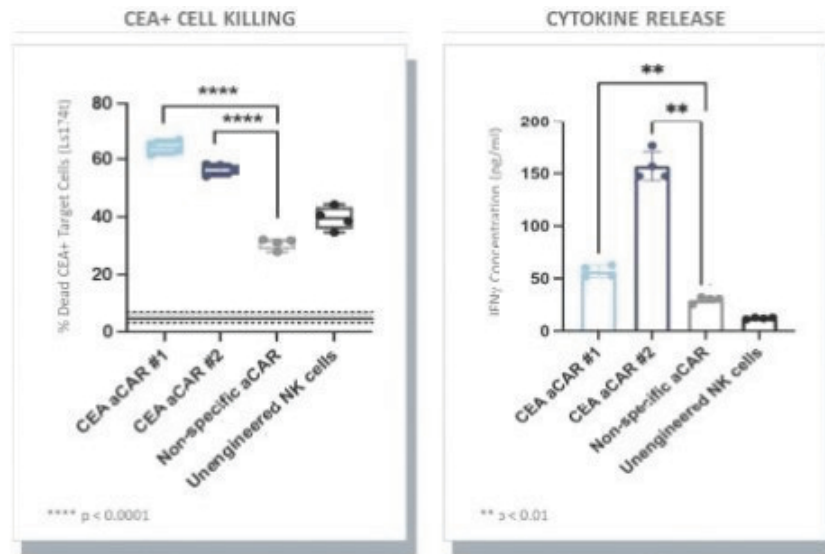 CEA+ CELL KILLING
% Dead CEA+ Target Cells (Ls174t)
80
60
40
20
0
****
****
CEA aCAR #1
CEA aCAR #2
Non-specific aCAR
Unengineered NK cells
**** p < 0.0001
CYTOKINE RELEASE
IFNγ Concentration (pg/ml)
200
150
100
50
0
**
**
CEA aCAR #1
CEA aCAR #2
Non-specific aCAR
Unengineered NK cells
** p < 0.01